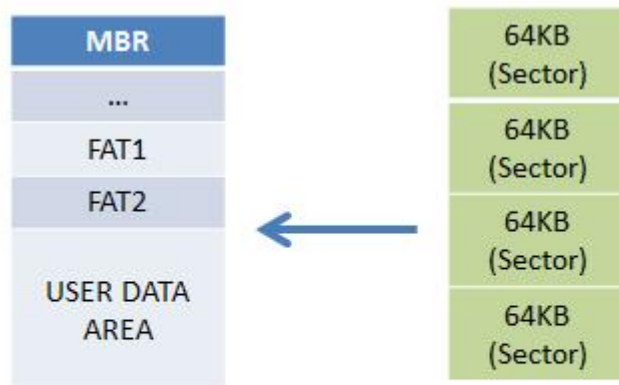 MBR
...
FAT1
FAT2
USER DATA
AREA
64KB
(Sector)
64KB
(Sector)
64KB
(Sector)
64KB
(Sector)